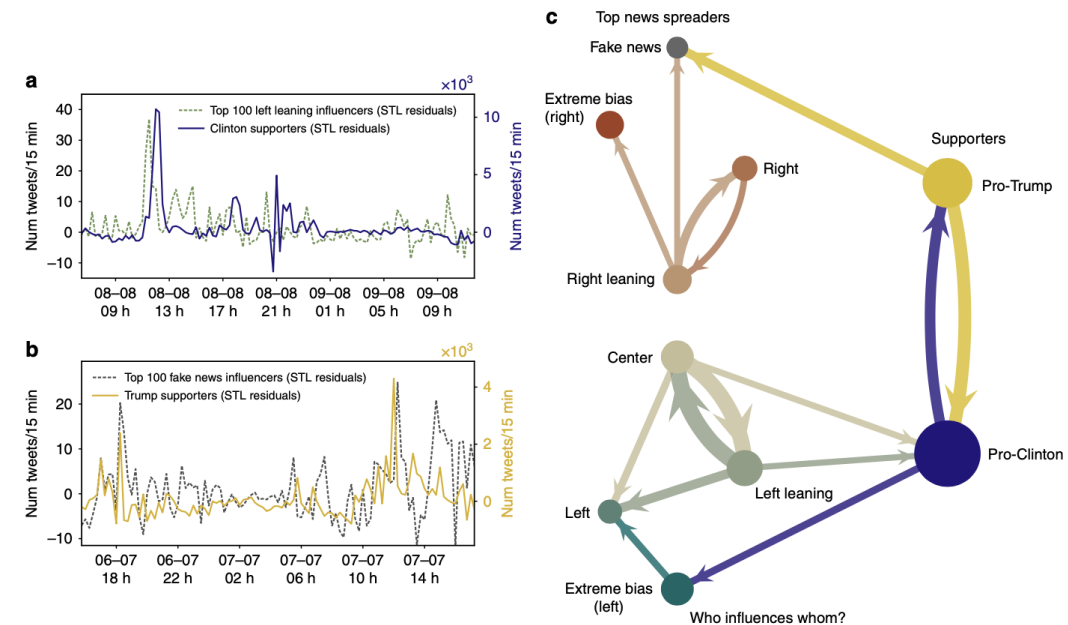 a
×10³
Num tweets/15 min
40
30
20
10
0
−10
Top 100 left leaning influencers (STL residuals)
Clinton supporters (STL residuals)
10
5
0
Num tweets/15 min
08–08 08–08 08–08 08–08 09–08 09–08 09–08
09 h 13 h 17 h 21 h 01 h 05 h 09 h
b
×10³
Num tweets/15 min
20
10
0
−10
Top 100 fake news influencers (STL residuals)
Trump supporters (STL residuals)
4
2
0
Num tweets/15 min
06–07 06–07 07–07 07–07 07–07 07–07
18 h 22 h 02 h 06 h 10 h 14 h
c
Top news spreaders
Fake news
Extreme bias
(right)
Right
Right leaning
Supporters
Pro-Trump
Center
Left leaning
Left
Pro-Clinton
Extreme bias
(left)
Who influences whom?